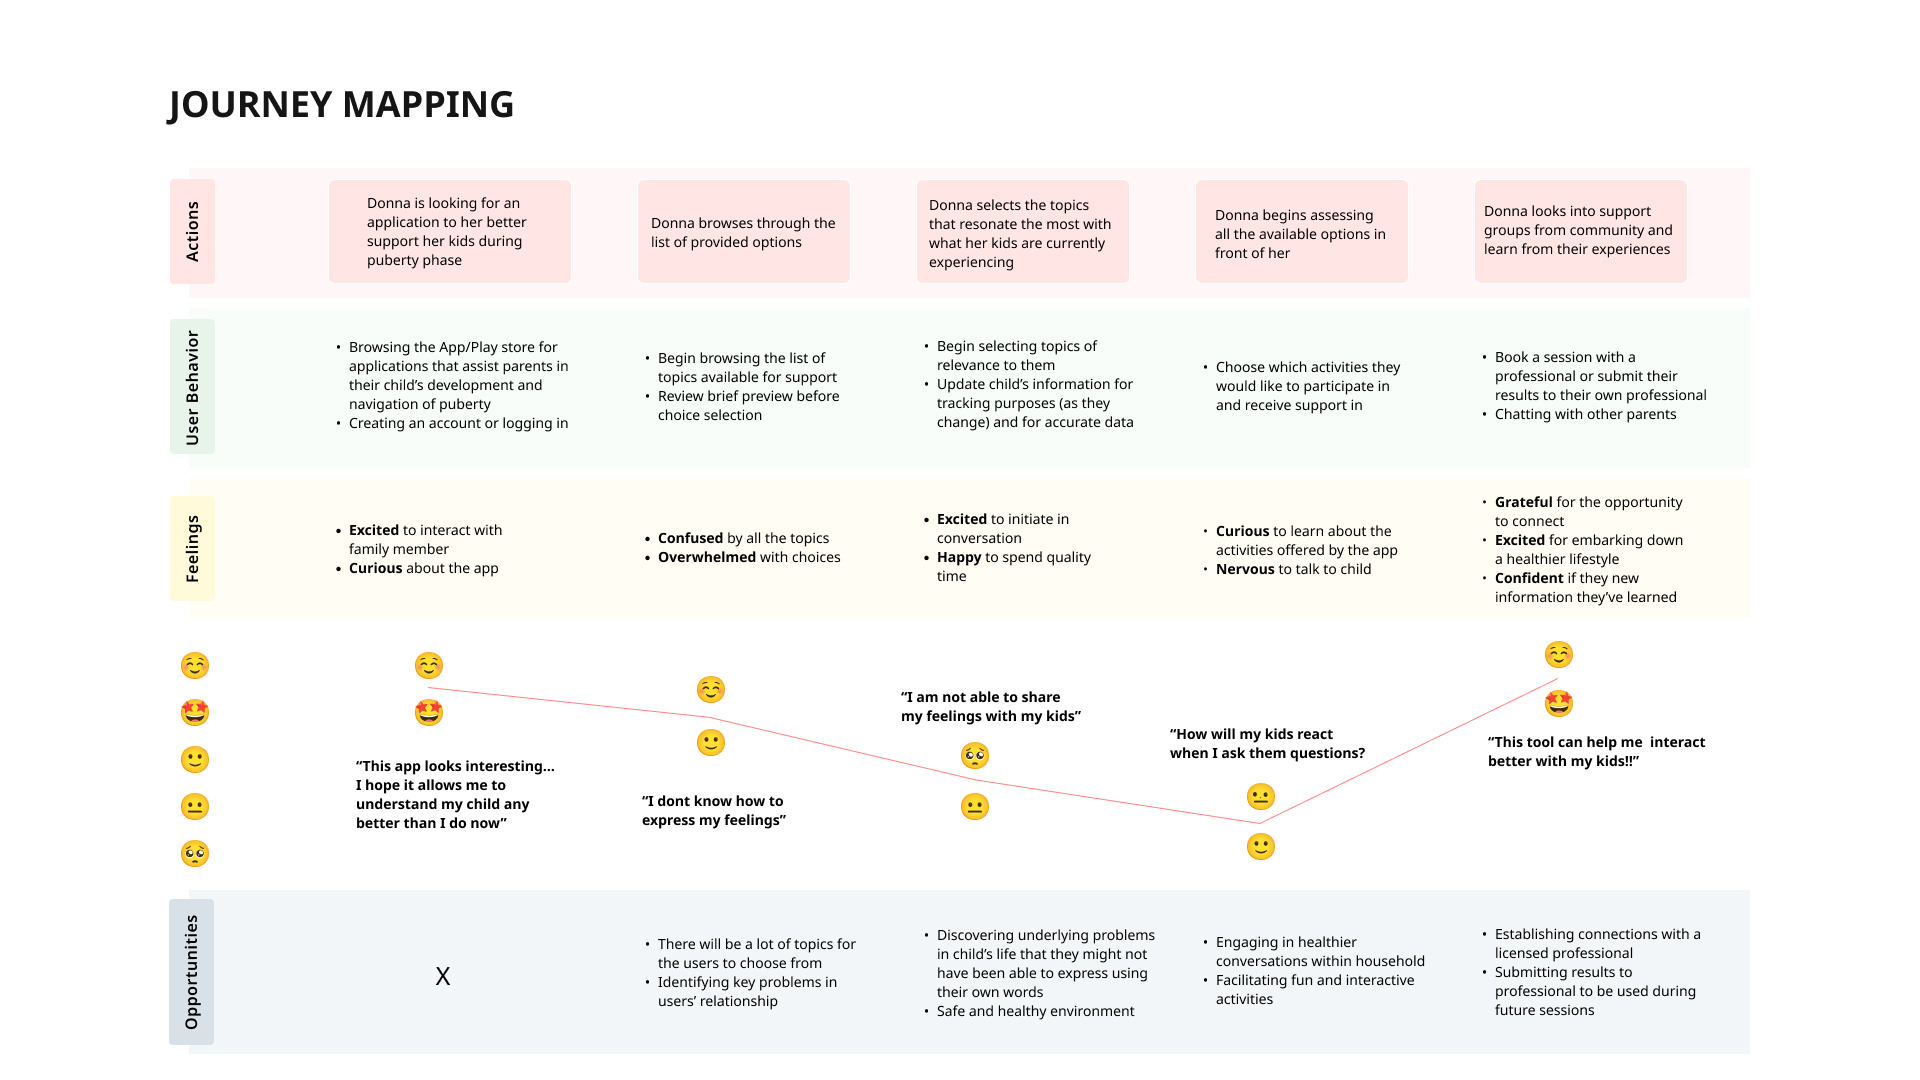 JOURNEY MAPPING
Actions
Donna is looking for an
application to her better
support her kids during
puberty phase
Donna browses through the
list of provided options
Donna selects the topics
that resonate the most with
what her kids are currently
experiencing
Donna begins assessing
all the available options in
front of her
Donna looks into support
groups from community and
learn from their experiences
User Behavior
• Browsing the App/Play store for
applications that assist parents in
their child’s development and
navigation of puberty
• Creating an account or logging in
• Begin browsing the list of
topics available for support
• Review brief preview before
choice selection
• Begin selecting topics of
relevance to them
• Update child’s information for
tracking purposes (as they
change) and for accurate data
• Choose which activities they
would like to participate in
and receive support in
• Book a session with a
professional or submit their
results to their own professional
• Chatting with other parents
Feelings
• Excited to interact with
family member
• Curious about the app
• Confused by all the topics
• Overwhelmed with choices
• Excited to initiate in
conversation
• Happy to spend quality
time
• Curious to learn about the
activities offered by the app
• Nervous to talk to child
• Grateful for the opportunity
to connect
• Excited for embarking down
a healthier lifestyle
• Confident if they new
information they’ve learned
“This app looks interesting...
I hope it allows me to
understand my child any
better than I do now”
“I dont know how to
express my feelings”
“I am not able to share
my feelings with my kids”
“How will my kids react
when I ask them questions?
“This tool can help me interact
better with my kids!!”
Opportunities
X
• There will be a lot of topics for
the users to choose from
• Identifying key problems in
users’ relationship
• Discovering underlying problems
in child’s life that they might not
have been able to express using
their own words
• Safe and healthy environment
• Engaging in healthier
conversations within household
• Facilitating fun and interactive
activities
• Establishing connections with a
licensed professional
• Submitting results to
professional to be used during
future sessions